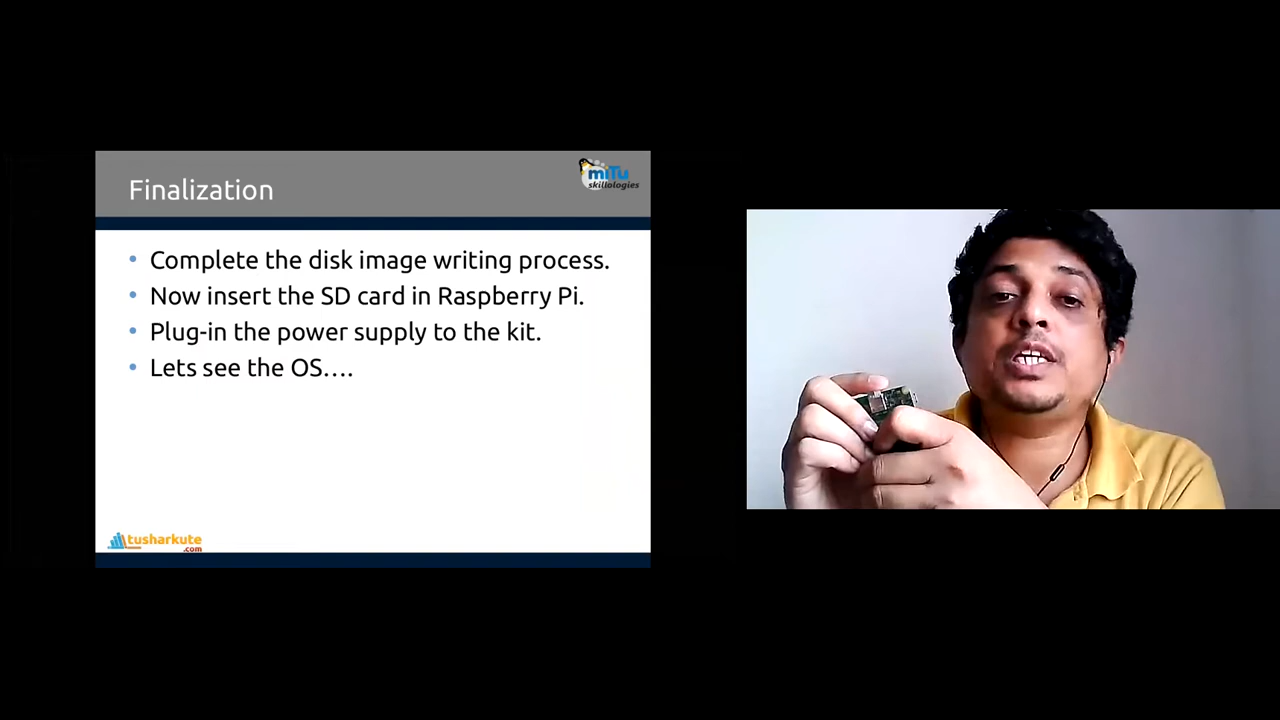 Finalization
miTu
skillologies
• Complete the disk image writing process.
• Now insert the SD card in Raspberry Pi.
• Plug-in the power supply to the kit.
• Lets see the OS....
tusharkute
.com